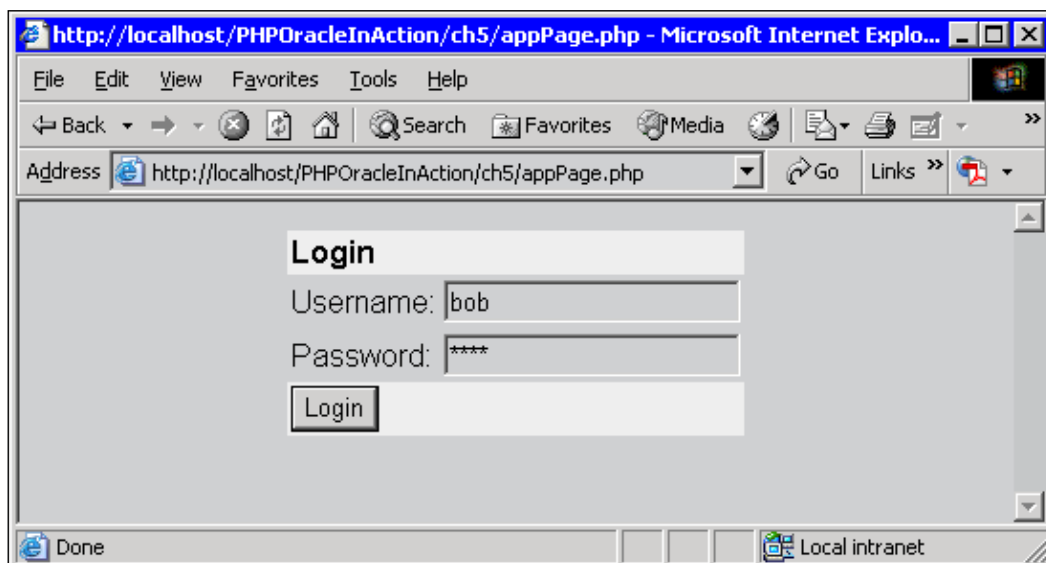 http://localhost/PHPOracleInAction/ch5/appPage.php - Microsoft Internet Explo...
File Edit View Favorites Tools Help
Back Search Favorites Media »
Address http://localhost/PHPOracleInAction/ch5/appPage.php Go Links »
Login
Username: bob
Password: ****
Login
Done Local intranet